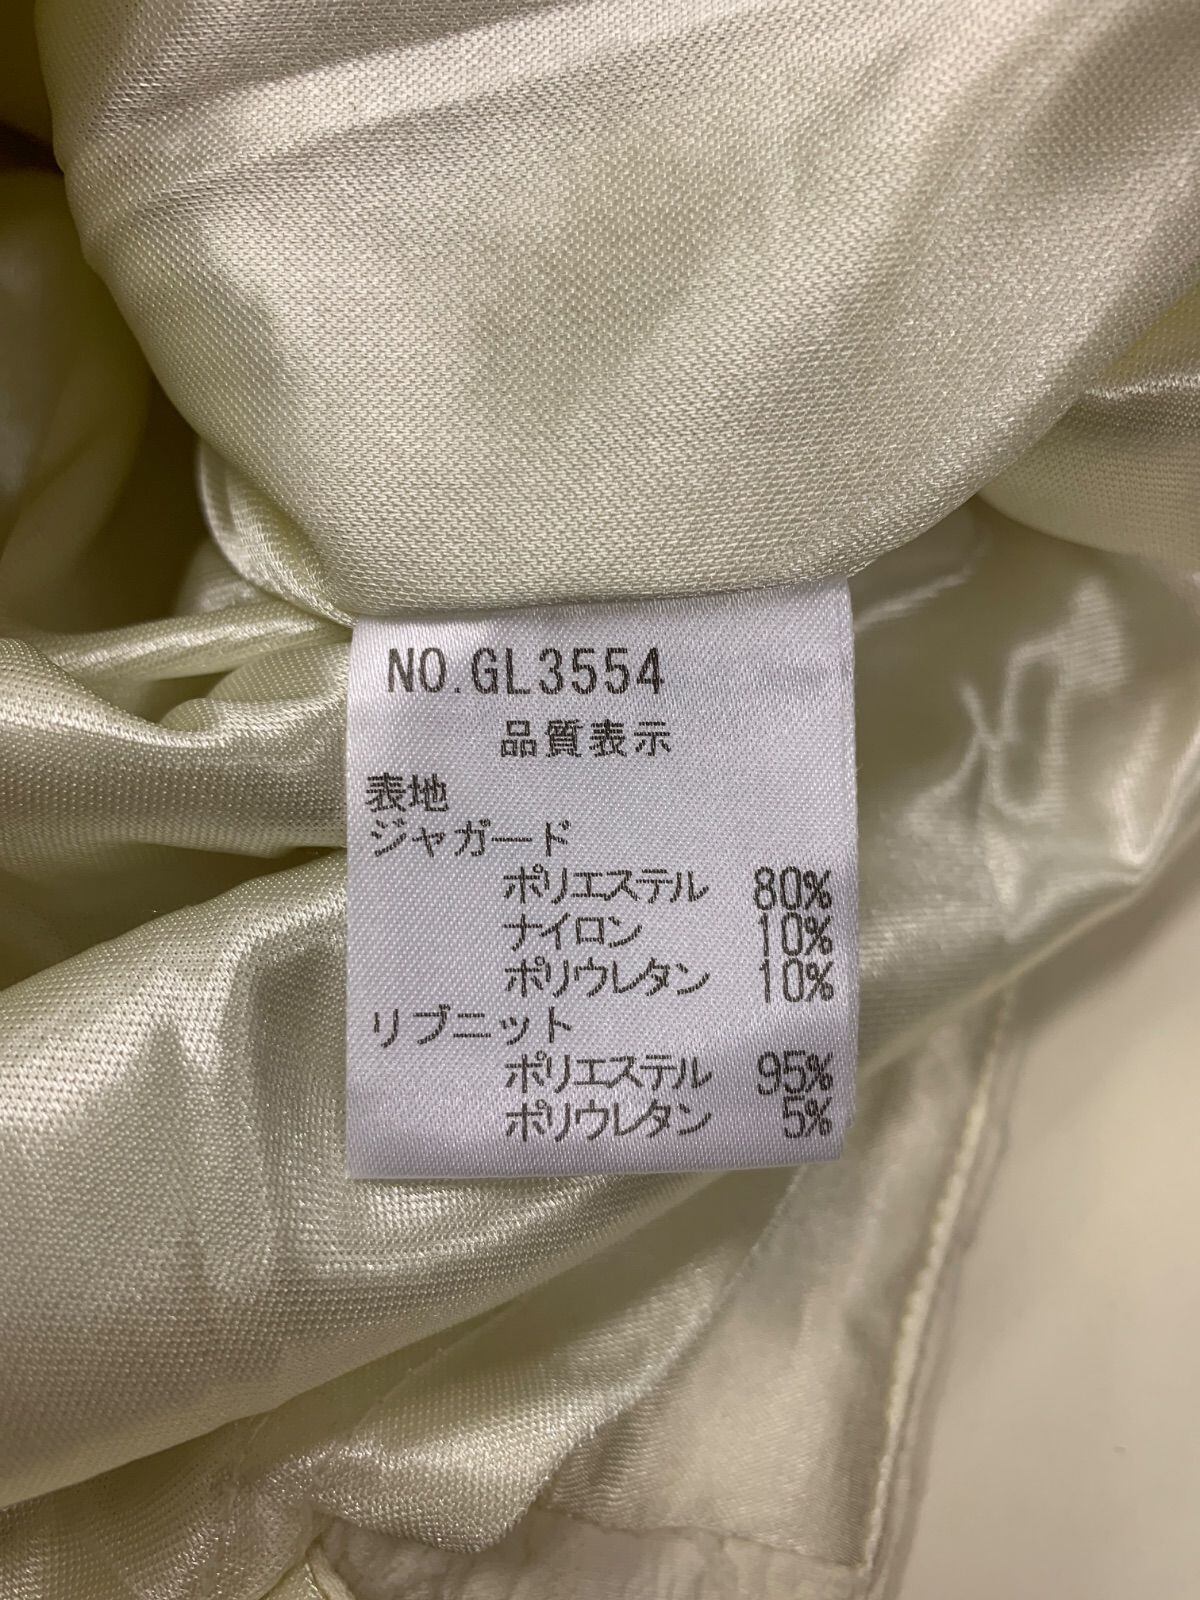 NO.GL3554
品質表示
表地
ジャガード
ポリエステル 80%
ナイロン 10%
ポリウレタン 10%
リブニット
ポリエステル 95%
ポリウレタン 5%